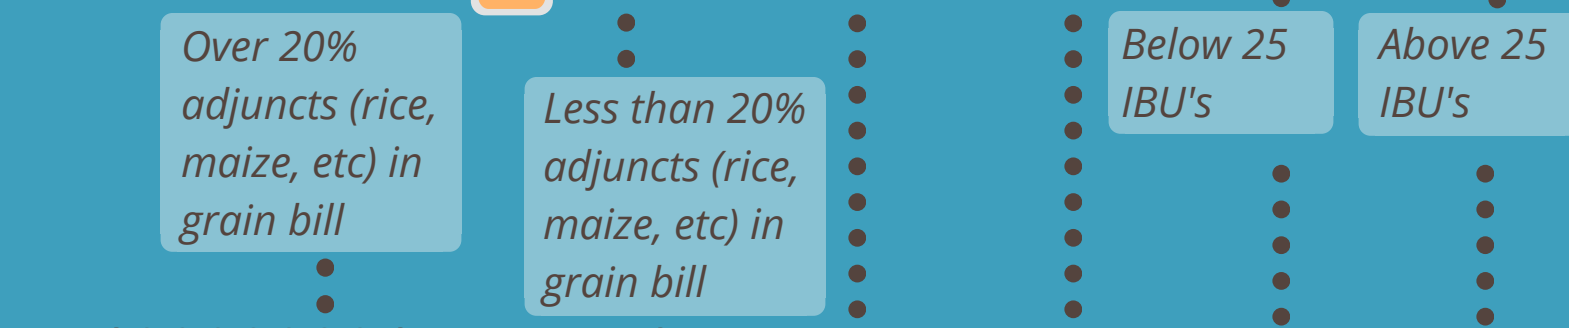 Over 20%
adjuncts (rice,
maize, etc) in
grain bill
Less than 20%
adjuncts (rice,
maize, etc) in
grain bill
Below 25
IBU's
Above 25
IBU's